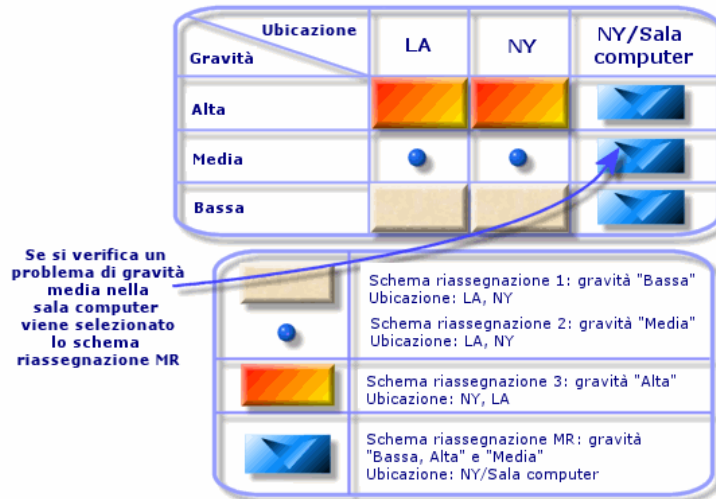 Ubicazione
Gravità
LA
NY
NY/Sala
computer
Alta
Media
Bassa
Se si verifica un
problema di gravità
media nella
sala computer
viene selezionato
lo schema
riassegnazione MR
Schema riassegnazione 1: gravità "Bassa"
Ubicazione: LA, NY
Schema riassegnazione 2: gravità "Media"
Ubicazione: LA, NY
Schema riassegnazione 3: gravità "Alta"
Ubicazione: NY, LA
Schema riassegnazione MR: gravità
"Bassa, Alta" e "Media"
Ubicazione: NY/Sala computer